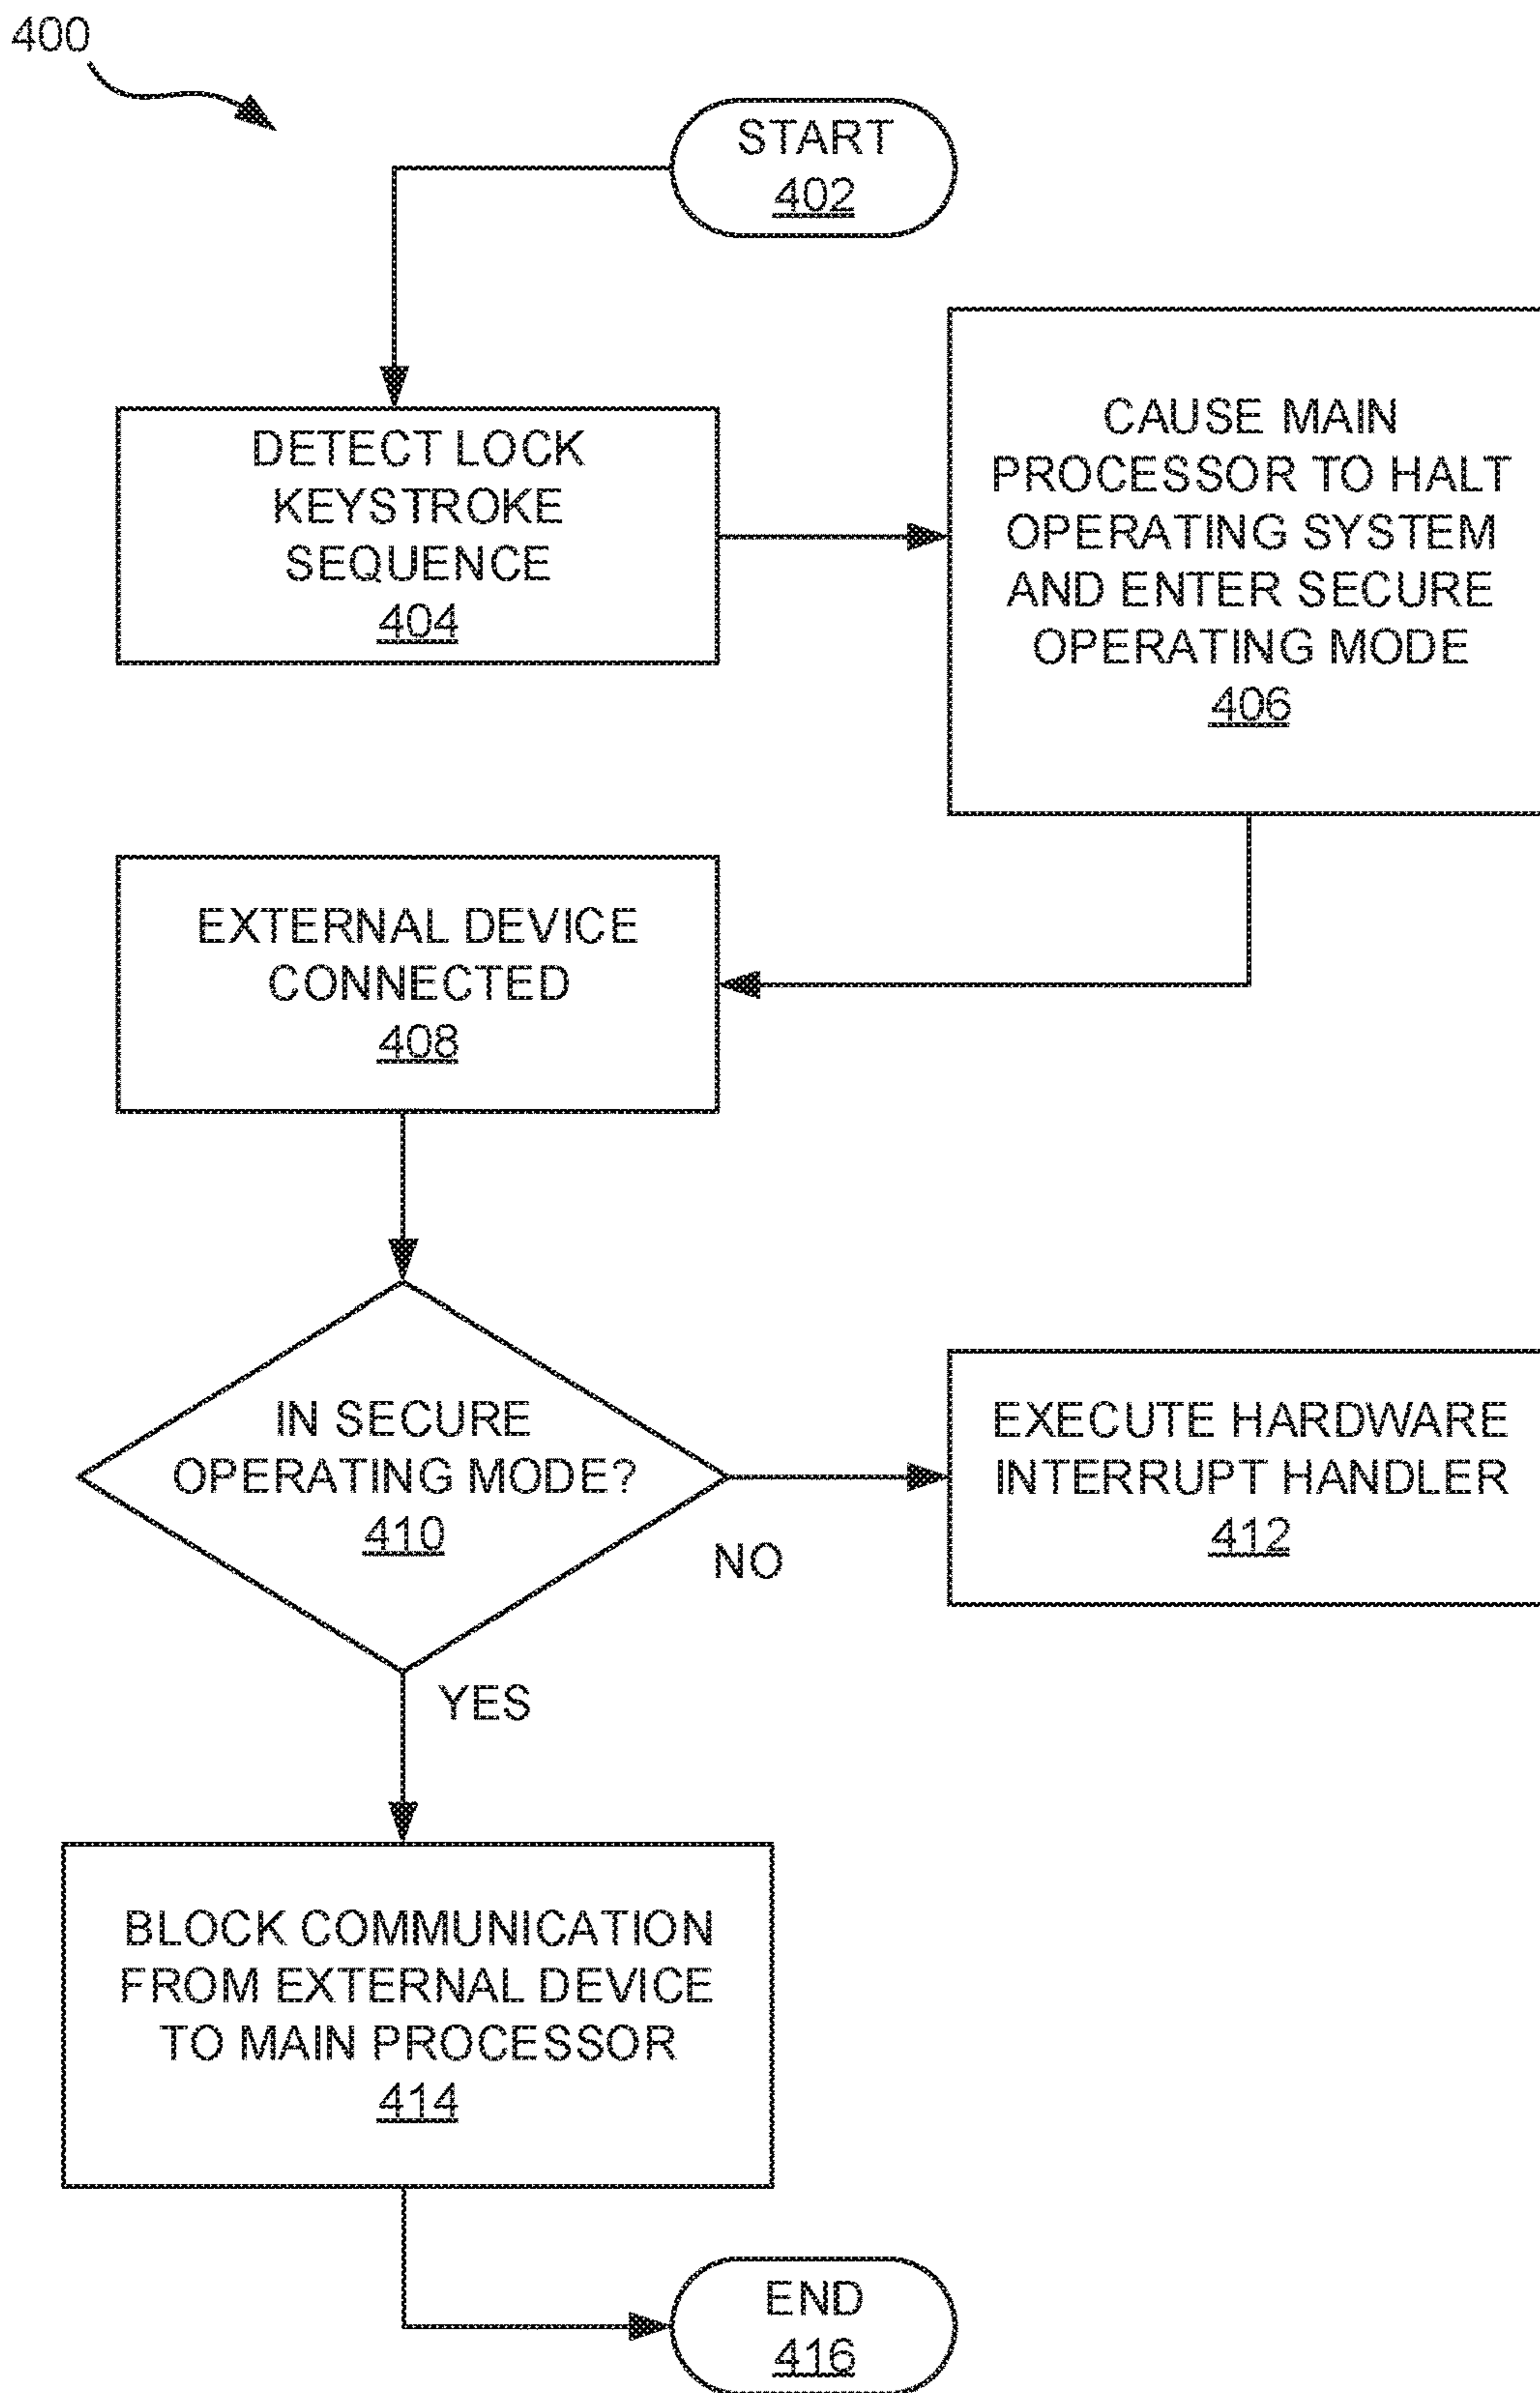 400
START
402
DETECT LOCK
KEYSTROKE
SEQUENCE
404
CAUSE MAIN
PROCESSOR TO HALT
OPERATING SYSTEM
AND ENTER SECURE
OPERATING MODE
406
EXTERNAL DEVICE
CONNECTED
408
IN SECURE
OPERATING MODE?
410
NO
EXECUTE HARDWARE
INTERRUPT HANDLER
412
YES
BLOCK COMMUNICATION
FROM EXTERNAL DEVICE
TO MAIN PROCESSOR
414
END
416